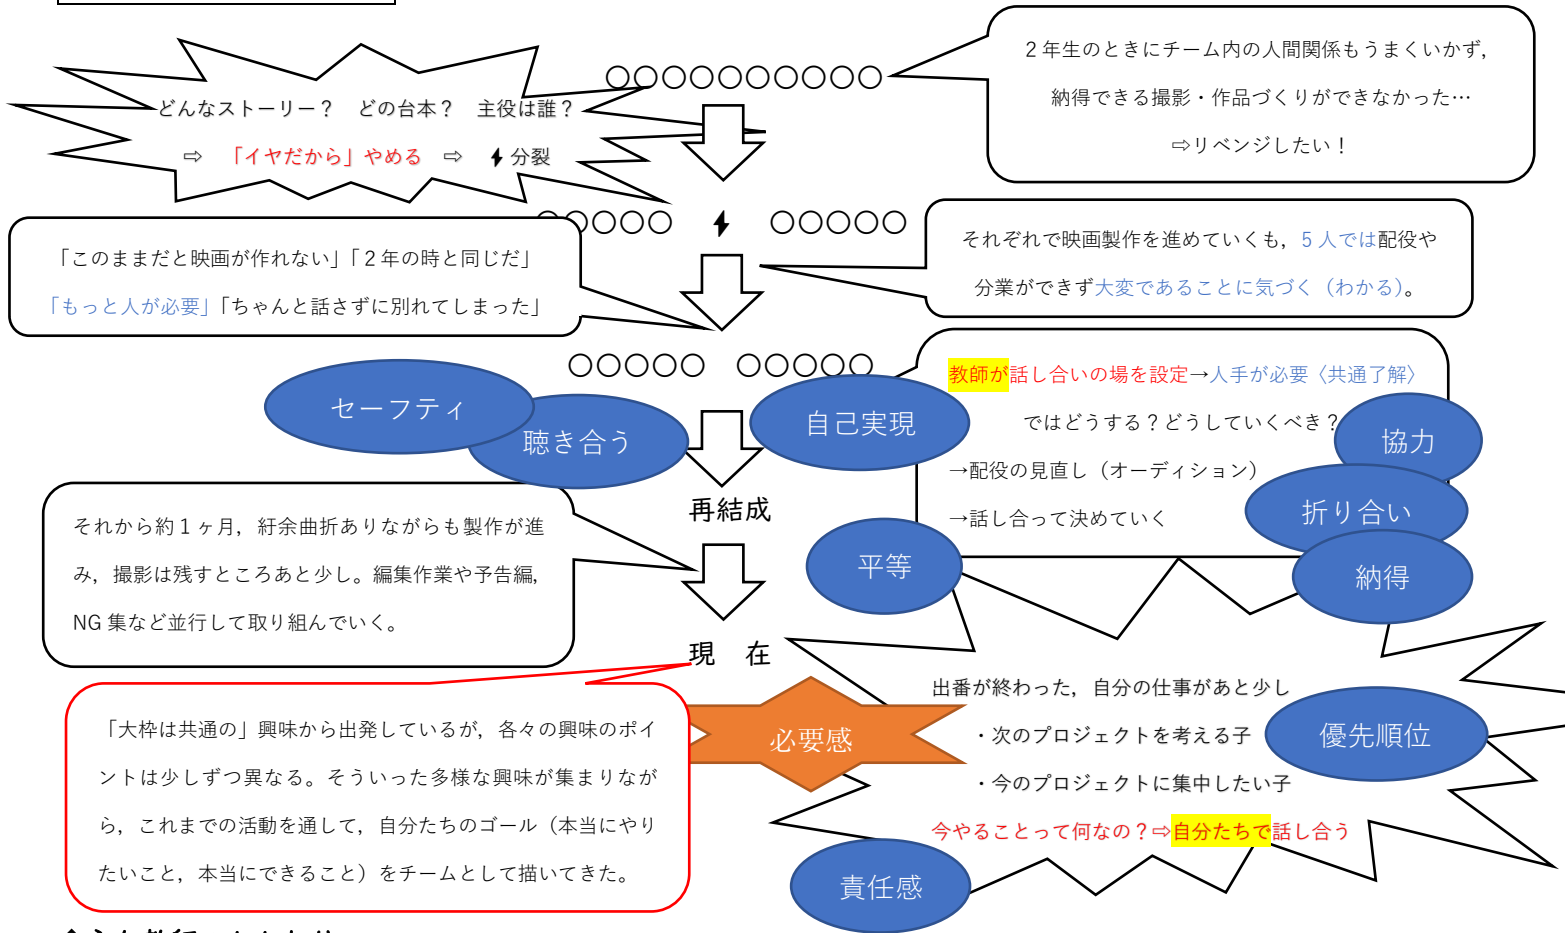 ２年生のときにチーム内の人間関係もうまくいかず，
納得できる撮影・作品づくりができなかった…
⇨リベンジしたい！
○○○○○○○○○○
どんなストーリー？　どの台本？　主役は誰？
⇨　「イヤだから」やめる　⇨　分裂
○○○○○　○○○○○
それぞれで映画製作を進めていくも，５人では配役や
分業ができず大変であることに気づく（わかる）。
「このままだと映画が作れない」「２年の時と同じだ」
「もっと人が必要」「ちゃんと話さずに別れてしまった」
○○○○○　○○○○○
教師が話し合いの場を設定→人手が必要〈共通了解〉
ではどうする？どうしていくべき？
→配役の見直し（オーディション）
→話し合って決めていく
セーフティ
聴き合う
自己実現
協力
折り合い
納得
平等
再結成
それから約１ヶ月，紆余曲折ありながらも製作が進
み，撮影は残すところあと少し。編集作業や予告編，
NG 集など並行して取り組んでいく。
現　在
出番が終わった，自分の仕事があと少し
・次のプロジェクトを考える子
・今のプロジェクトに集中したい子
今やることって何なの？⇨自分たちで話し合う
優先順位
必要感
責任感
「大枠は共通の」興味から出発しているが，各々の興味のポイ
ントは少しずつ異なる。そういった多様な興味が集まりなが
ら，これまでの活動を通して，自分たちのゴール（本当にやり
たいこと，本当にできること）をチームとして描いてきた。